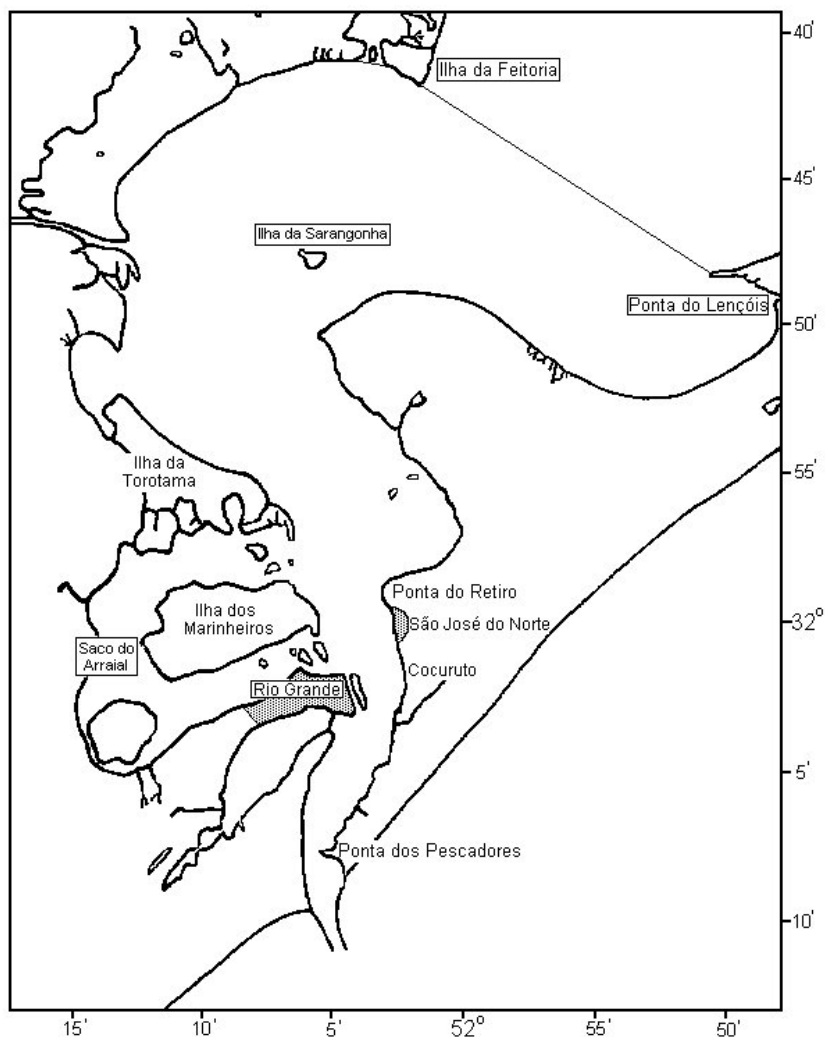 40'
Ilha da Feitoria
45'
Ilha da Sarangonha
Ponta do Lençóis
50'
Ilha da
Torotama
55'
Ponta do Retiro
Ilha dos
Marinheiros
São José do Norte
32°
Saco do
Arraial
Cocuruto
Rio Grande
5'
Ponta dos Pescadores
10'
15' 10' 5' 52° 55' 50'